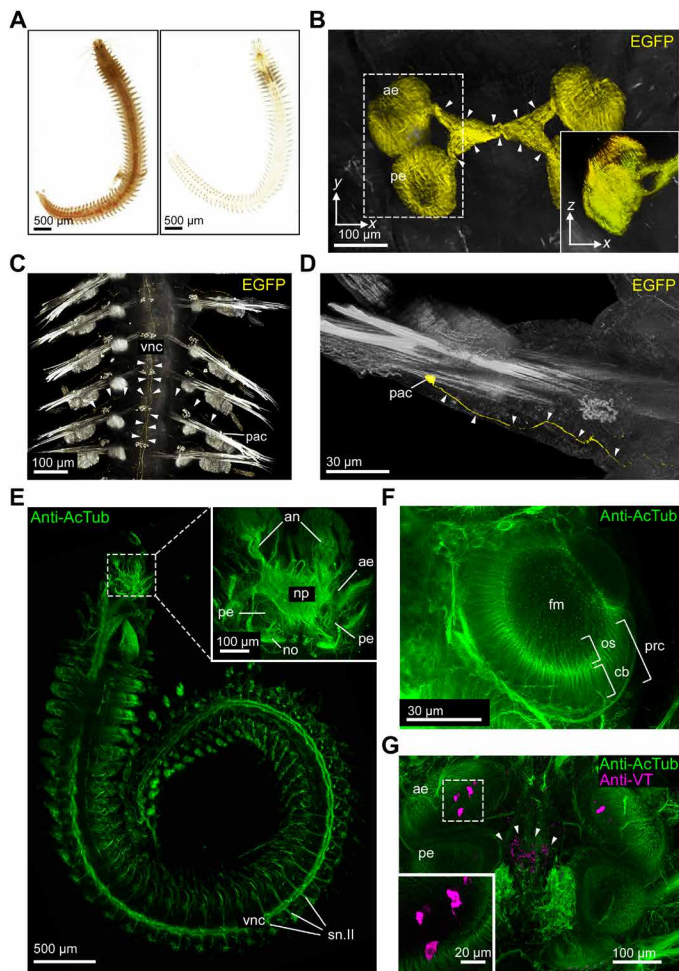 A
500 µm
500 µm
B
EGFP
ae
pe
y
x
100 µm
z
x
C
EGFP
vnc
pac
100 µm
D
EGFP
pac
30 µm
E
Anti-AcTub
an
ae
np
pe
pe
no
100 µm
vnc
sn.II
500 µm
F
Anti-AcTub
fm
os
prc
cb
30 µm
G
Anti-AcTub
Anti-VT
ae
pe
20 µm
100 µm